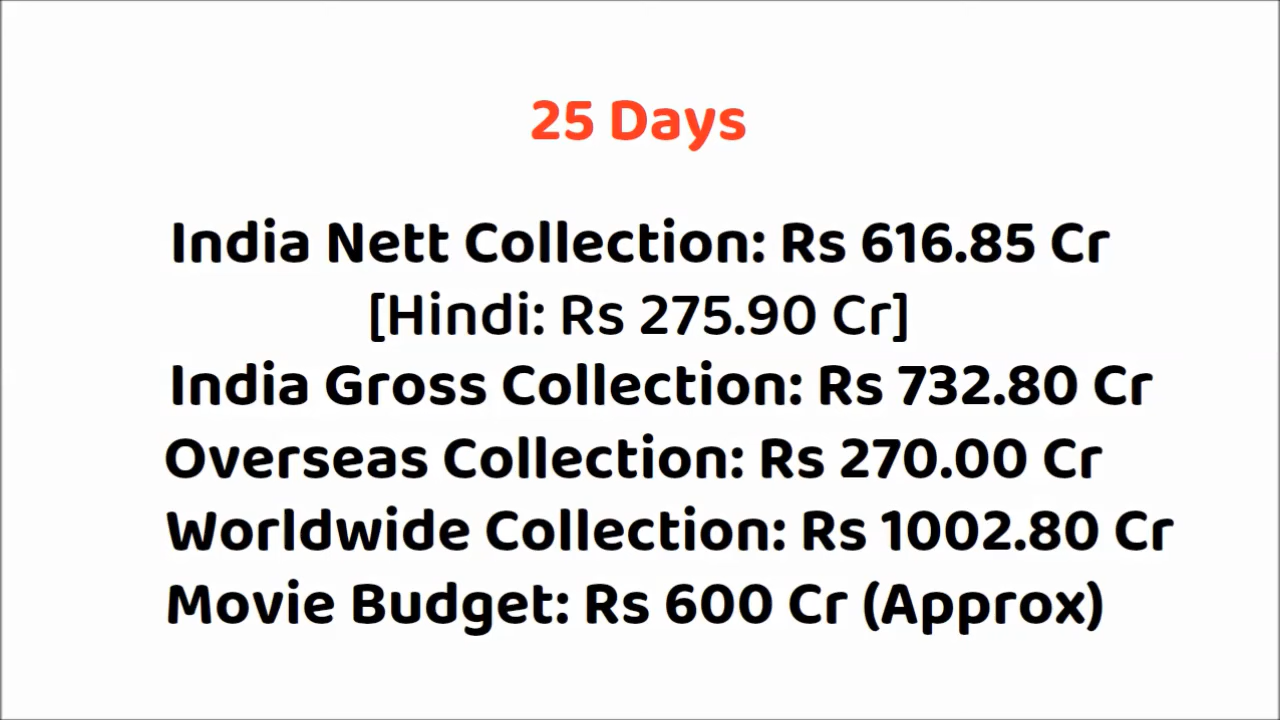 25 Days
India Nett Collection: Rs 616.85 Cr
[Hindi: Rs 275.90 Cr]
India Gross Collection: Rs 732.80 Cr
Overseas Collection: Rs 270.00 Cr
Worldwide Collection: Rs 1002.80 Cr
Movie Budget: Rs 600 Cr (Approx)